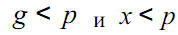 g < p и x < p